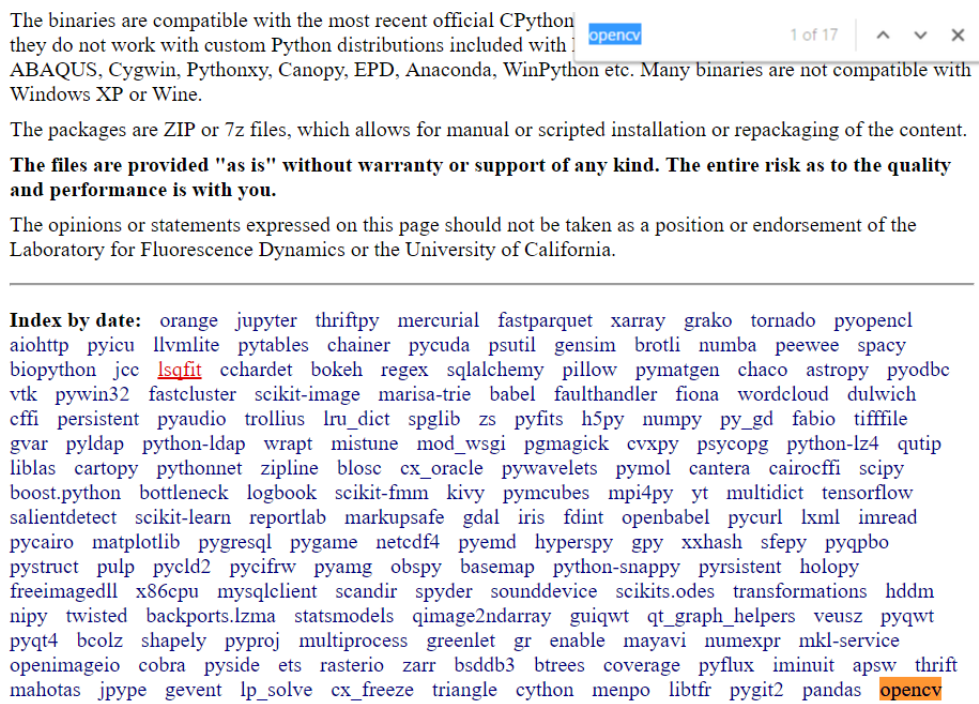 The binaries are compatible with the most recent official CPython
opencv 1 of 17
they do not work with custom Python distributions included with
ABAQUS, Cygwin, Pythonxy, Canopy, EPD, Anaconda, WinPython etc. Many binaries are not compatible with
Windows XP or Wine.
The packages are ZIP or 7z files, which allows for manual or scripted installation or repackaging of the content.
The files are provided "as is" without warranty or support of any kind. The entire risk as to the quality
and performance is with you.
The opinions or statements expressed on this page should not be taken as a position or endorsement of the
Laboratory for Fluorescence Dynamics or the University of California.
Index by date: orange jupyter thriftpy mercurial fastparquet xarray grako tornado pyopencl
aiohttp pyicu llvmlite pytables chainer pycuda psutil gensim brotli numba peewee spacy
biopython jcc lsqfit cchardet bokeh regex sqlalchemy pillow pymatgen chaco astropy pyodbc
vtk pywin32 fastcluster scikit-image marisa-trie babel faulthandler fiona wordcloud dulwich
cffi persistent pyaudio trollius lru_dict spglib zs pyfits h5py numpy py_gd fabio tifffile
gvar pyldap python-ldap wrapt mistune mod_wsgi pgmagick cvxpy psycopg python-lz4 qutip
liblas cartopy pythonnet zipline blosc cx_oracle pywavelets pymol cantera cairocffi scipy
boost.python bottleneck logbook scikit-fmm kivy pymcubes mpi4py yt multidict tensorflow
salientdetect scikit-learn reportlab markupsafe gdal iris fdint openbabel pycurl lxml imread
pycairo matplotlib pygresql pygame netcdf4 pyemd hyperspy gpy xxhash sfepy pyqpbo
pystruct pulp pycld2 pycifrw pyamg obspy basemap python-snappy pyrsistent holopy
freeimagedll x86cpu mysqlclient scandir spyder sounddevice scikits.odes transformations hddm
nipy twisted backports.lzma statsmodels qimage2ndarray guiqwt qt_graph_helpers veusz pyqwt
pyqt4 bcolz shapely pyproj multiprocess greenlet gr enable mayavi numexpr mkl-service
openimageio cobra pyside ets rasterio zarr bsddb3 btrees coverage pyflux iminuit apsw thrift
mahotas jpype gevent lp_solve cx_freeze triangle cython menpo libtfr pygit2 pandas opencv